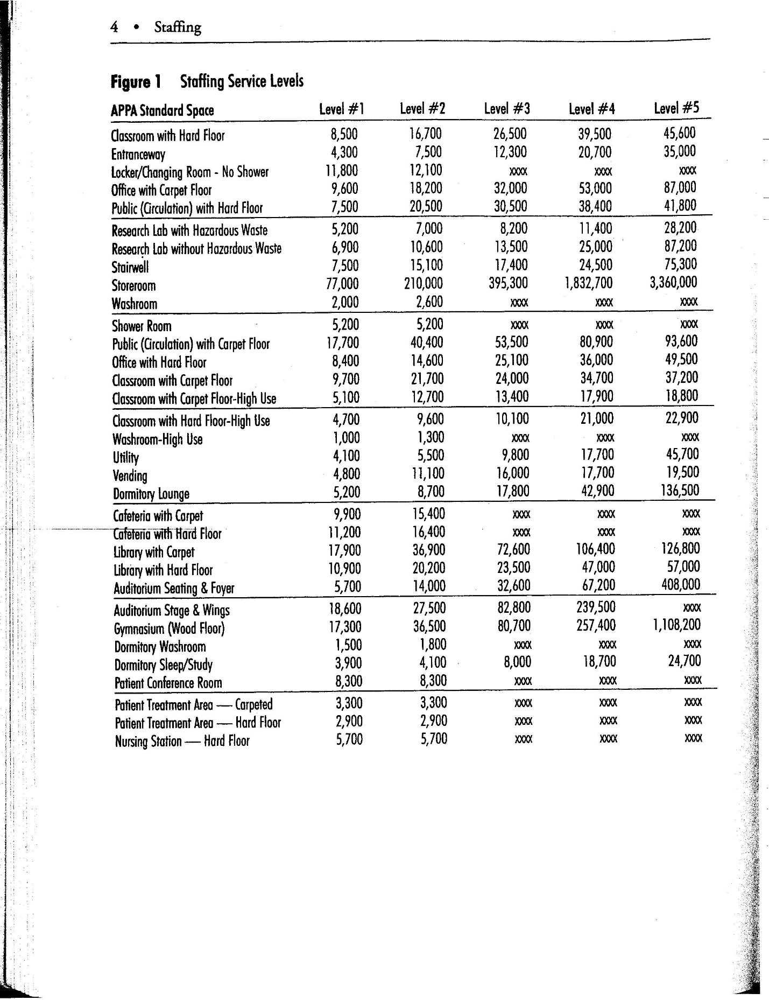 4 • Staffing
Figure 1 Staffing Service Levels
APPA Standard Space Level #1 Level #2 Level #3 Level #4 Level #5
Classroom with Hard Floor 8,500 16,700 26,500 39,500 45,600
Entranceway 4,300 7,500 12,300 20,700 35,000
Locker/Changing Room - No Shower 11,800 12,100 xxxx xxxx xxxx
Office with Carpet Floor 9,600 18,200 32,000 53,000 87,000
Public (Circulation) with Hard Floor 7,500 20,500 30,500 38,400 41,800
Research Lab with Hazardous Waste 5,200 7,000 8,200 11,400 28,200
Research Lab without Hazardous Waste 6,900 10,600 13,500 25,000 87,200
Stairwell 7,500 15,100 17,400 24,500 75,300
Storeroom 77,000 210,000 395,300 1,832,700 3,360,000
Washroom 2,000 2,600 xxxx xxxx xxxx
Shower Room 5,200 5,200 xxxx xxxx xxxx
Public (Circulation) with Carpet Floor 17,700 40,400 53,500 80,900 93,600
Office with Hard Floor 8,400 14,600 25,100 36,000 49,500
Classroom with Carpet Floor 9,700 21,700 24,000 34,700 37,200
Classroom with Carpet Floor-High Use 5,100 12,700 13,400 17,900 18,800
Classroom with Hard Floor-High Use 4,700 9,600 10,100 21,000 22,900
Washroom-High Use 1,000 1,300 xxxx xxxx xxxx
Utility 4,100 5,500 9,800 17,700 45,700
Vending 4,800 11,100 16,000 17,700 19,500
Dormitory Lounge 5,200 8,700 17,800 42,900 136,500
Cafeteria with Carpet 9,900 15,400 xxxx xxxx xxxx
Cafeteria with Hard Floor 11,200 16,400 xxxx xxxx xxxx
Library with Carpet 17,900 36,900 72,600 106,400 126,800
Library with Hard Floor 10,900 20,200 23,500 47,000 57,000
Auditorium Seating & Foyer 5,700 14,000 32,600 67,200 408,000
Auditorium Stage & Wings 18,600 27,500 82,800 239,500 xxxx
Gymnasium (Wood Floor) 17,300 36,500 80,700 257,400 1,108,200
Dormitory Washroom 1,500 1,800 xxxx xxxx xxxx
Dormitory Sleep/Study 3,900 4,100 8,000 18,700 24,700
Patient Conference Room 8,300 8,300 xxxx xxxx xxxx
Patient Treatment Area — Carpeted 3,300 3,300 xxxx xxxx xxxx
Patient Treatment Area — Hard Floor 2,900 2,900 xxxx xxxx xxxx
Nursing Station — Hard Floor 5,700 5,700 xxxx xxxx xxxx